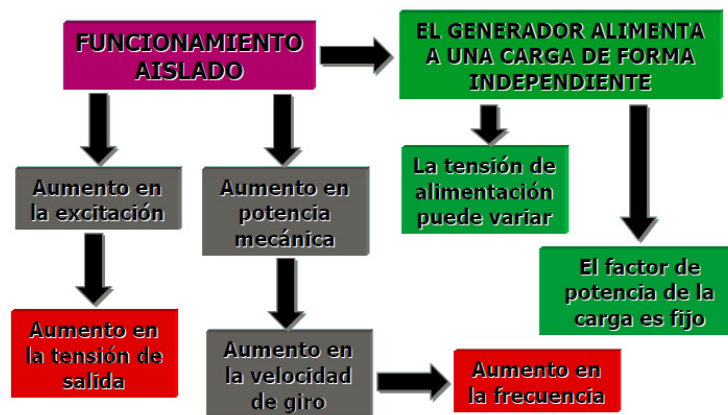 FUNCIONAMIENTO
AISLADO
EL GENERADOR ALIMENTA
A UNA CARGA DE FORMA
INDEPENDIENTE
Aumento en
la excitación
Aumento en
potencia
mecánica
La tensión de
alimentación
puede variar
El factor de
potencia de la
carga es fijo
Aumento en
la tensión de
salida
Aumento en
la velocidad
de giro
Aumento en
la frecuencia